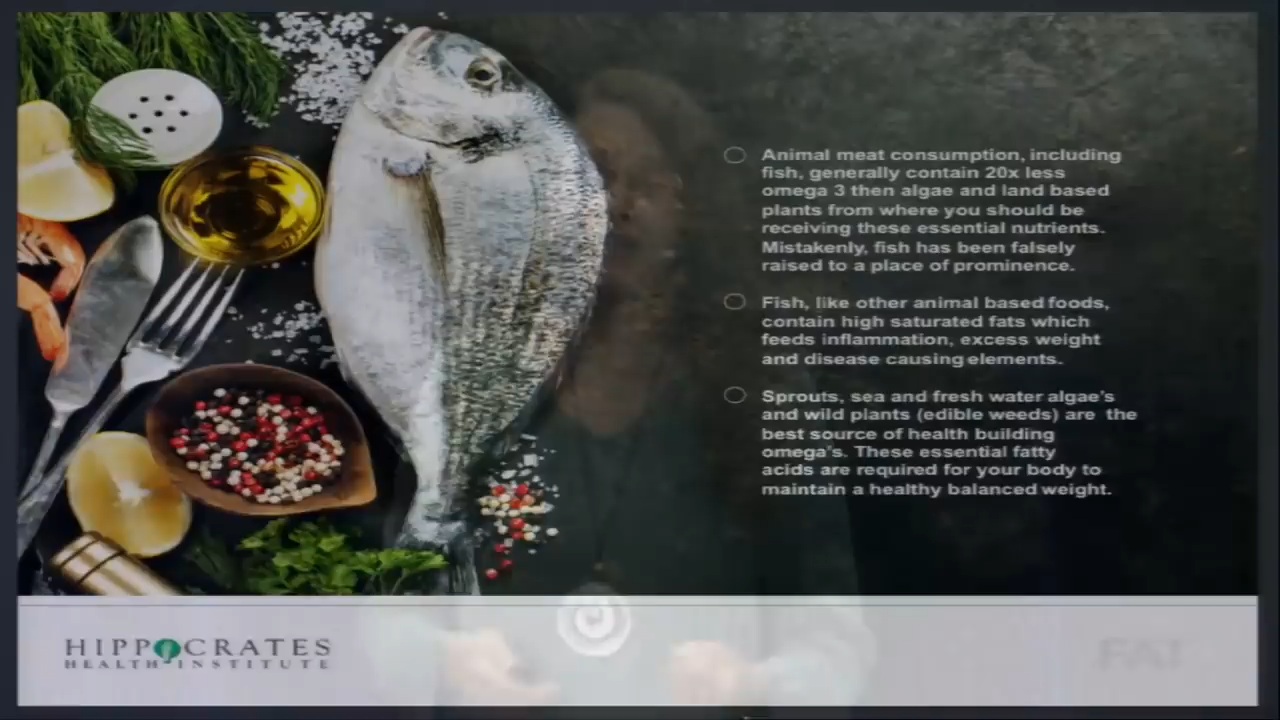 Animal meat consumption, including
fish, generally contain 20x less
omega 3 then algae and land based
plants from where you should be
receiving these essential nutrients.
Mistakenly, fish has been falsely
raised to a place of prominence.
Fish, like other animal based foods,
contain high saturated fats which
feeds inflammation, excess weight
and disease causing elements.
Sprouts, sea and fresh water algae's
and wild plants (edible weeds) are the
best source of health building
omega's. These essential fatty
acids are required for your body to
maintain a healthy balanced weight.
HIPPOCRATES
HEALTH INSTITUTE
FAT